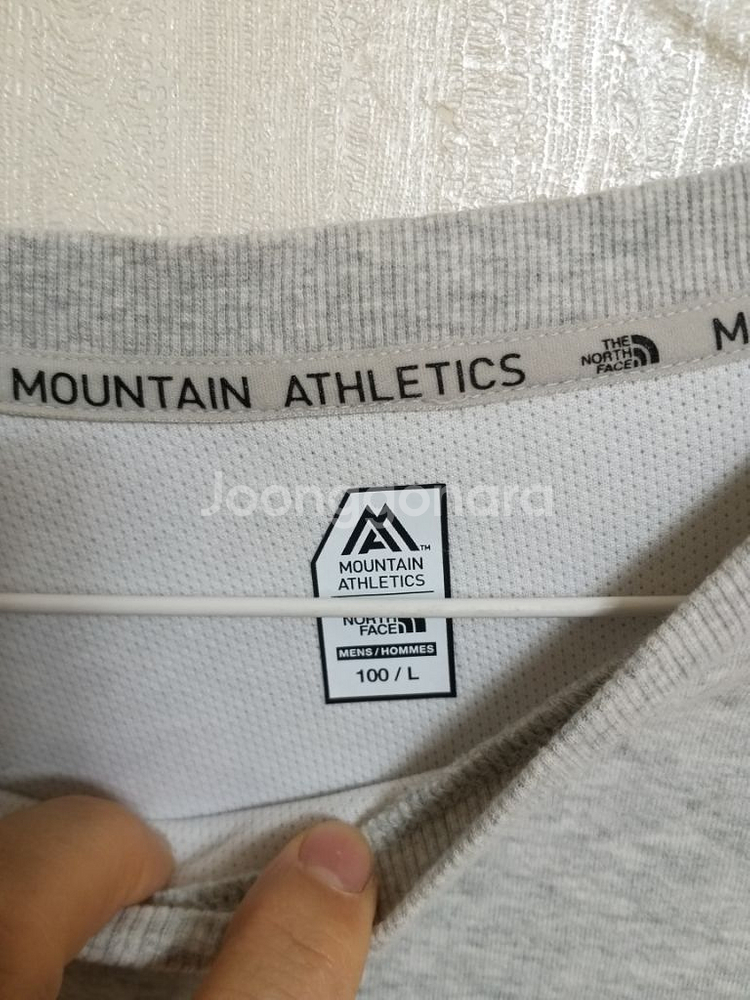 MOUNTAIN ATHLETICS
THE
NORTH
FACE
M
Joonggonara
MOUNTAIN
ATHLETICS
NORTH
FACE
MENS/HOMMES
100 / L